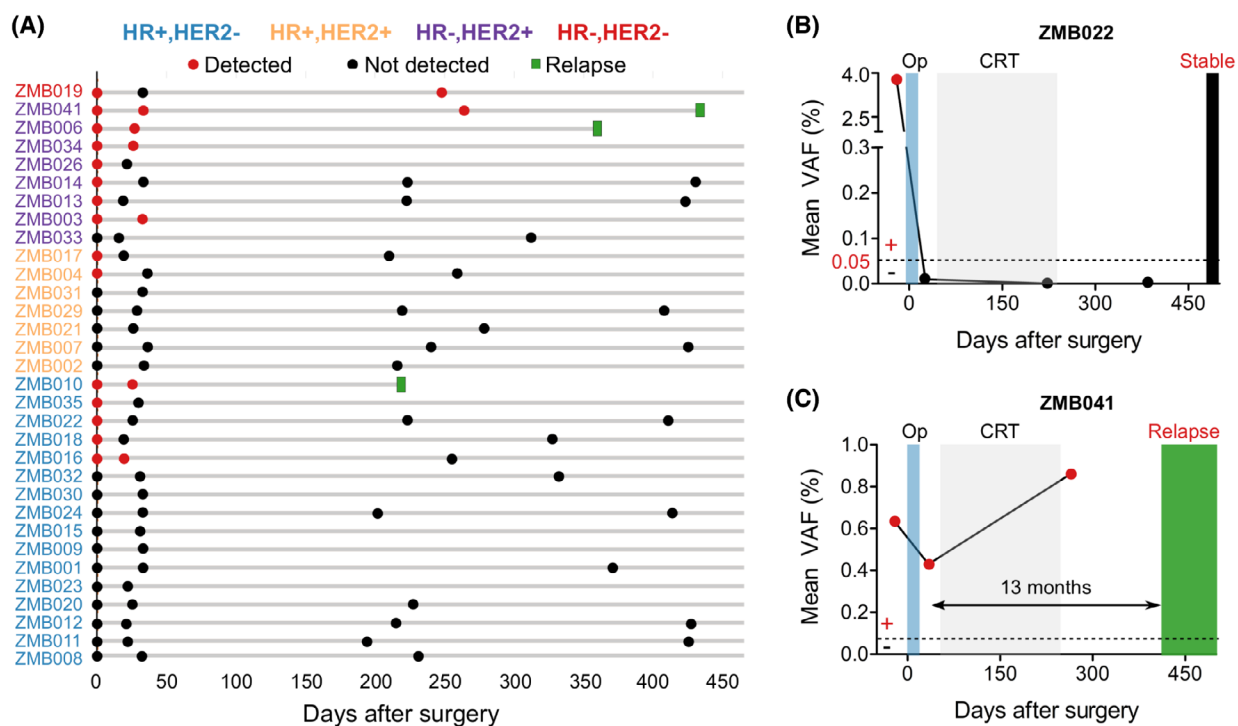 (A)
HR+,HER2- HR+,HER2+ HR-,HER2+ HR-,HER2-
Detected Not detected Relapse
ZMB019
ZMB041
ZMB006
ZMB034
ZMB026
ZMB014
ZMB013
ZMB003
ZMB033
ZMB017
ZMB004
ZMB031
ZMB029
ZMB021
ZMB007
ZMB002
ZMB010
ZMB035
ZMB022
ZMB018
ZMB016
ZMB032
ZMB030
ZMB024
ZMB015
ZMB009
ZMB001
ZMB023
ZMB020
ZMB012
ZMB011
ZMB008
0 50 100 150 200 250 300 350 400 450
Days after surgery
(B)
ZMB022
Op CRT Stable
Mean VAF (%)
4.0
2.5
0.3
0.2
0.1
+
0.05
-
0.0
0 150 300 450
Days after surgery
(C)
ZMB041
Op CRT Relapse
Mean VAF (%)
1.0
0.8
0.6
0.4
13 months
0.2
+
-
0.0
0 150 300 450
Days after surgery